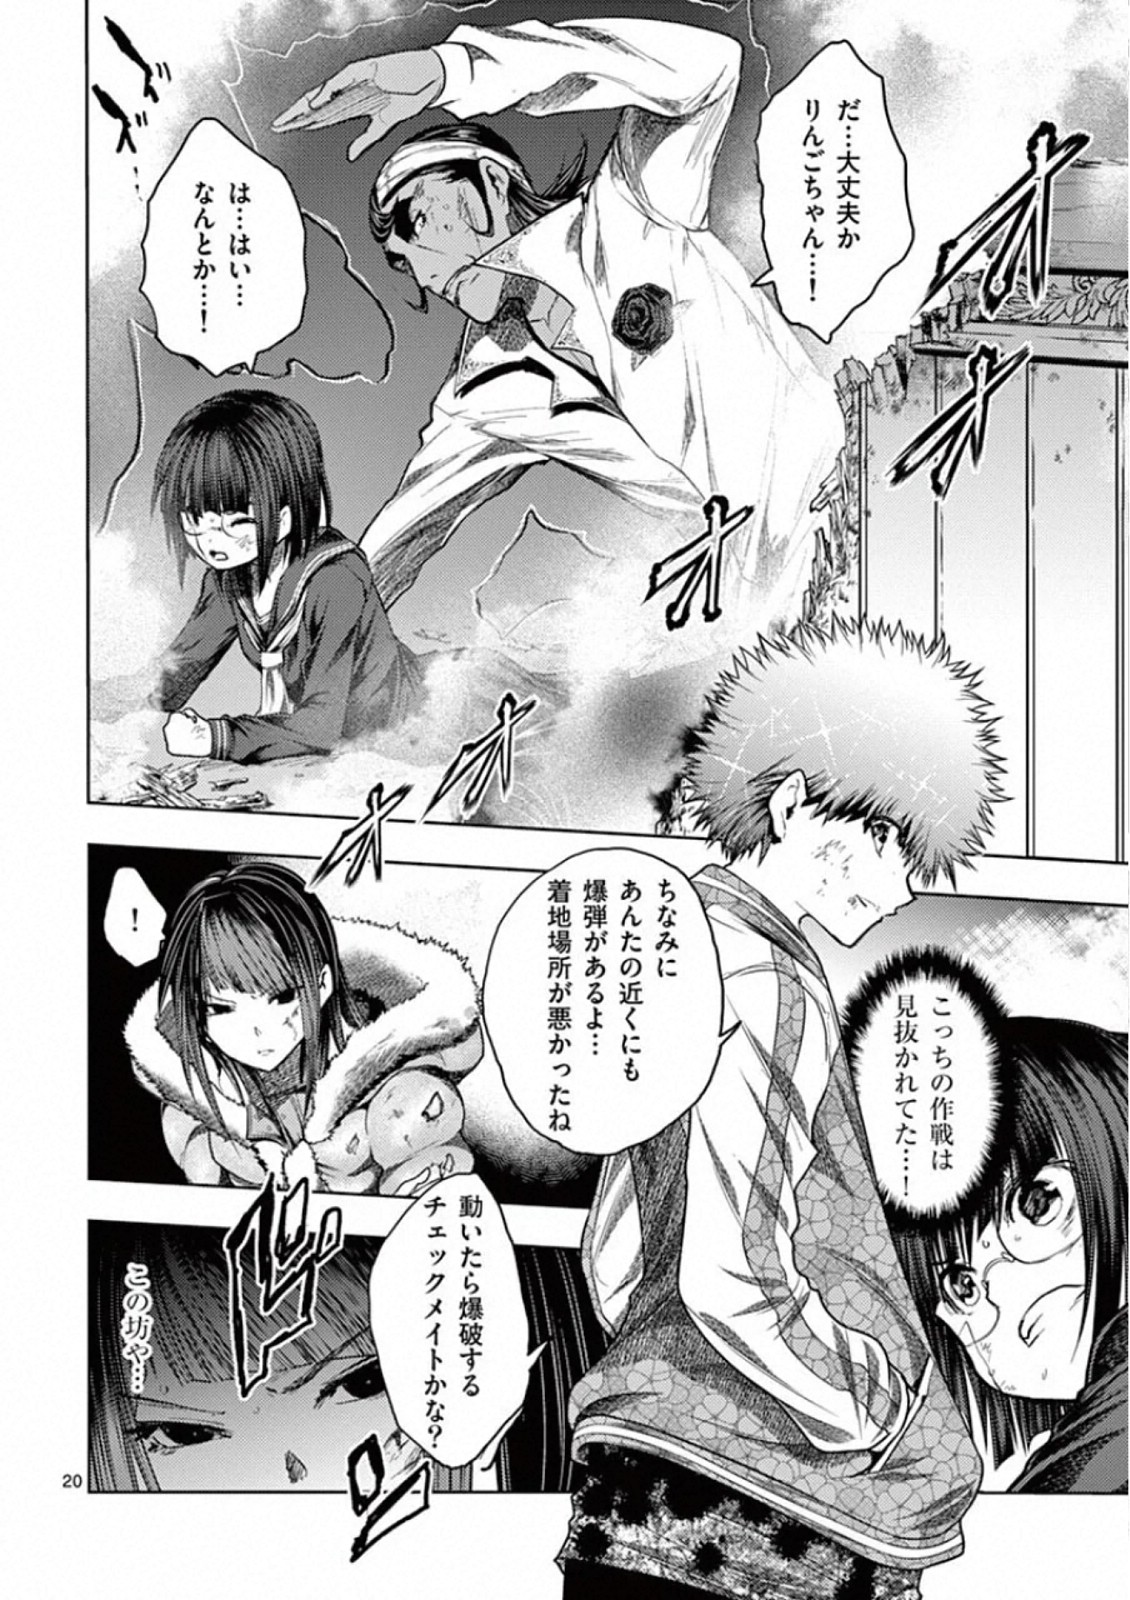 だ…大丈夫か
りんごちゃん…！
は…はい…
なんとか…！
ズズ
オオオオオ
こっちの作戦は
見抜かれてた…！
ちなみに
あんたの近くにも
爆弾があるよ…
着地場所が悪かったね
！
動いたら爆破する
チェックメイトかな？
この坊や…
20